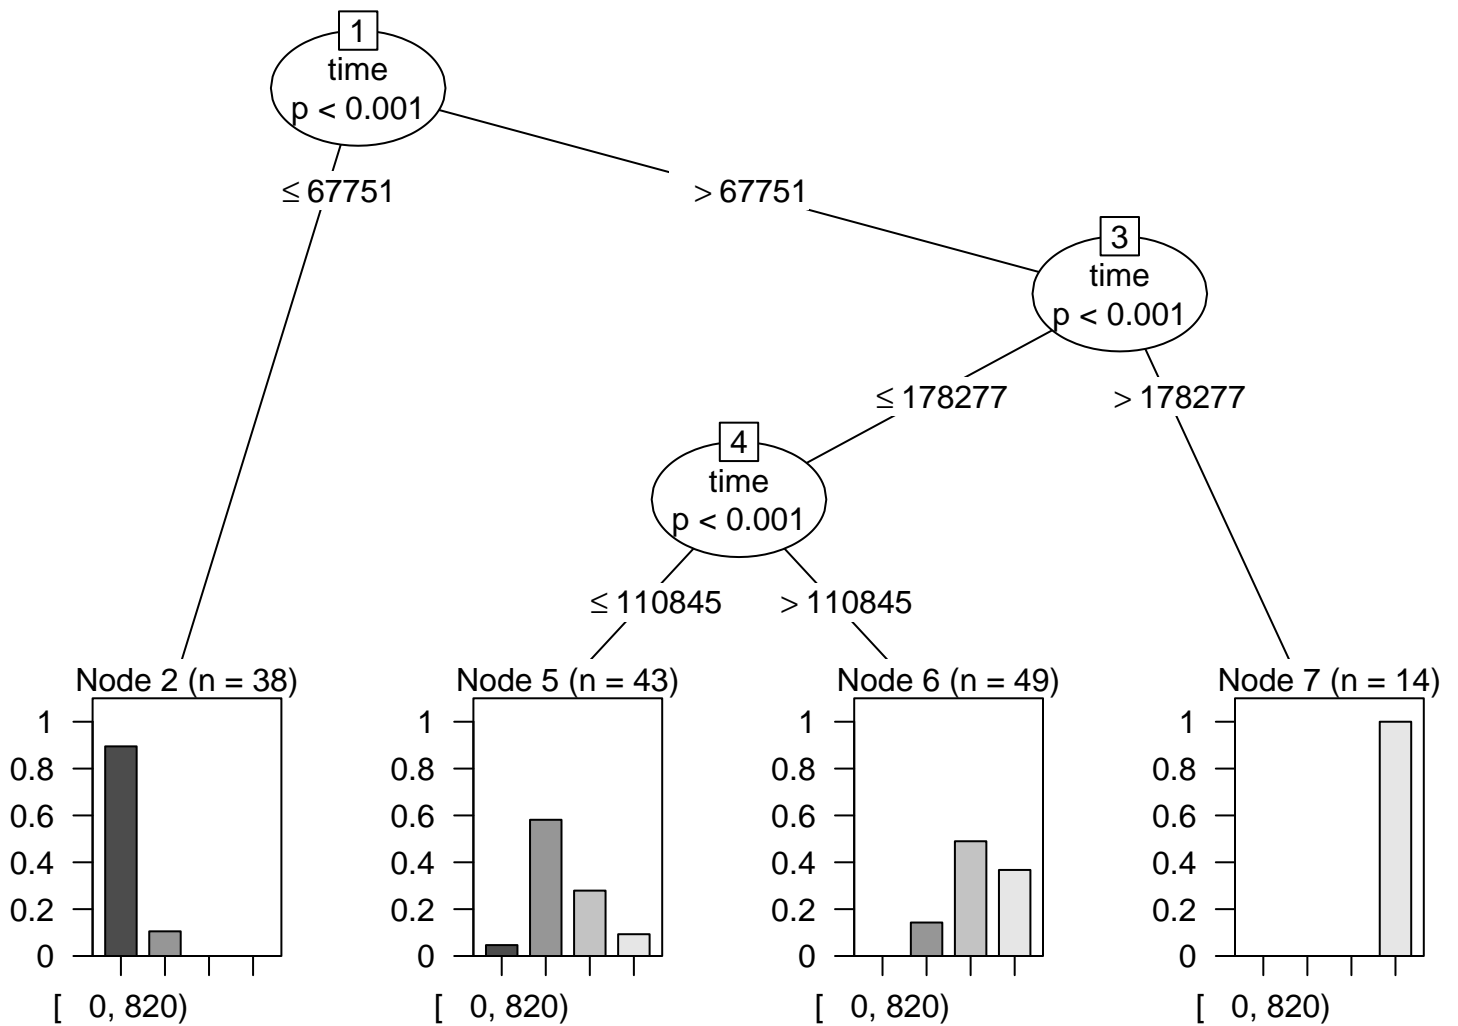 1
time
p < 0.001
≤ 67751
> 67751
3
time
p < 0.001
≤ 178277
> 178277
4
time
p < 0.001
≤ 110845
> 110845
Node 2 (n = 38)
1
0.8
0.6
0.4
0.2
0
[ 0, 820)
Node 5 (n = 43)
1
0.8
0.6
0.4
0.2
0
[ 0, 820)
Node 6 (n = 49)
1
0.8
0.6
0.4
0.2
0
[ 0, 820)
Node 7 (n = 14)
1
0.8
0.6
0.4
0.2
0
[ 0, 820)